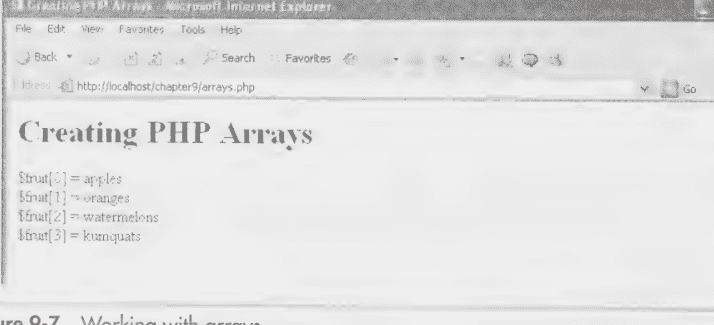 Creating PHP Arrays - Microsoft Internet Explorer
File Edit View Favorites Tools Help
Back Search Favorites
http://localhost/chapter9/arrays.php Go
Creating PHP Arrays
$fruit[0] = apples
$fruit[1] = oranges
$fruit[2] = watermelons
$fruit[3] = kumquats
ure 9-7 Working with arrays